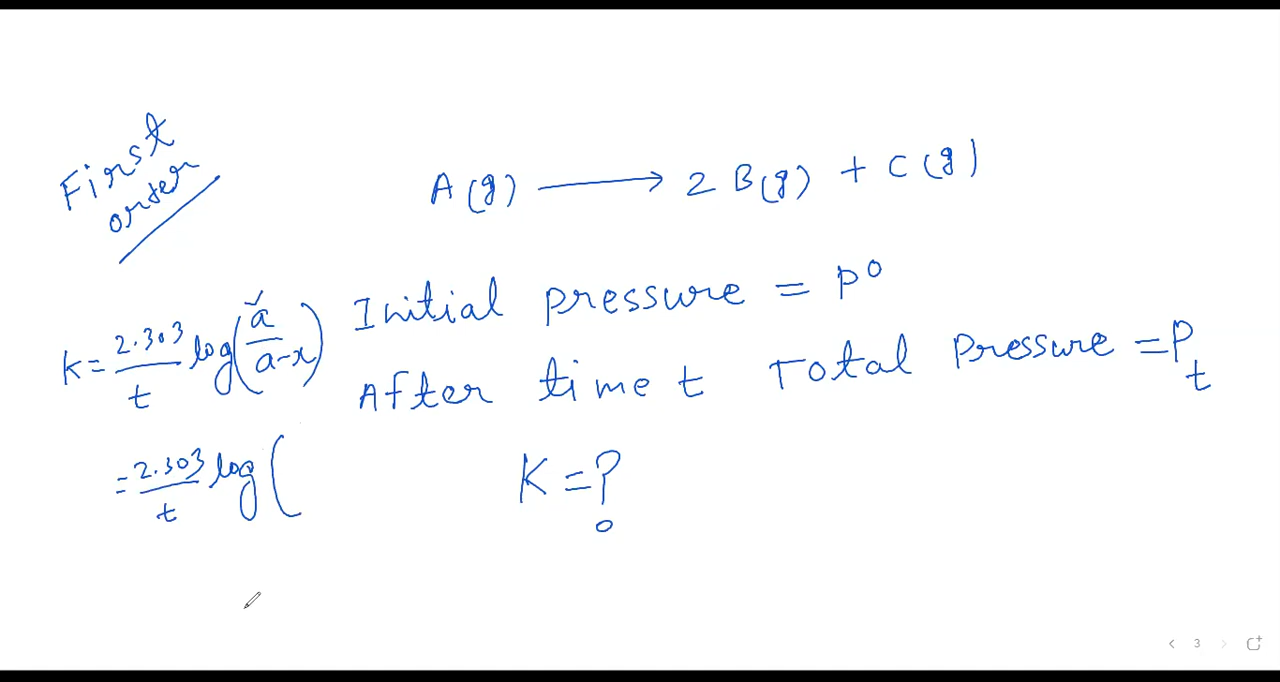 First order
A(g) ⟶ 2 B(g) + C(g)
Initial pressure = P⁰
After time t Total Pressure = Pₜ
K = 2.303/t log(a/a-x)
= 2.303/t log(
K = ?
3